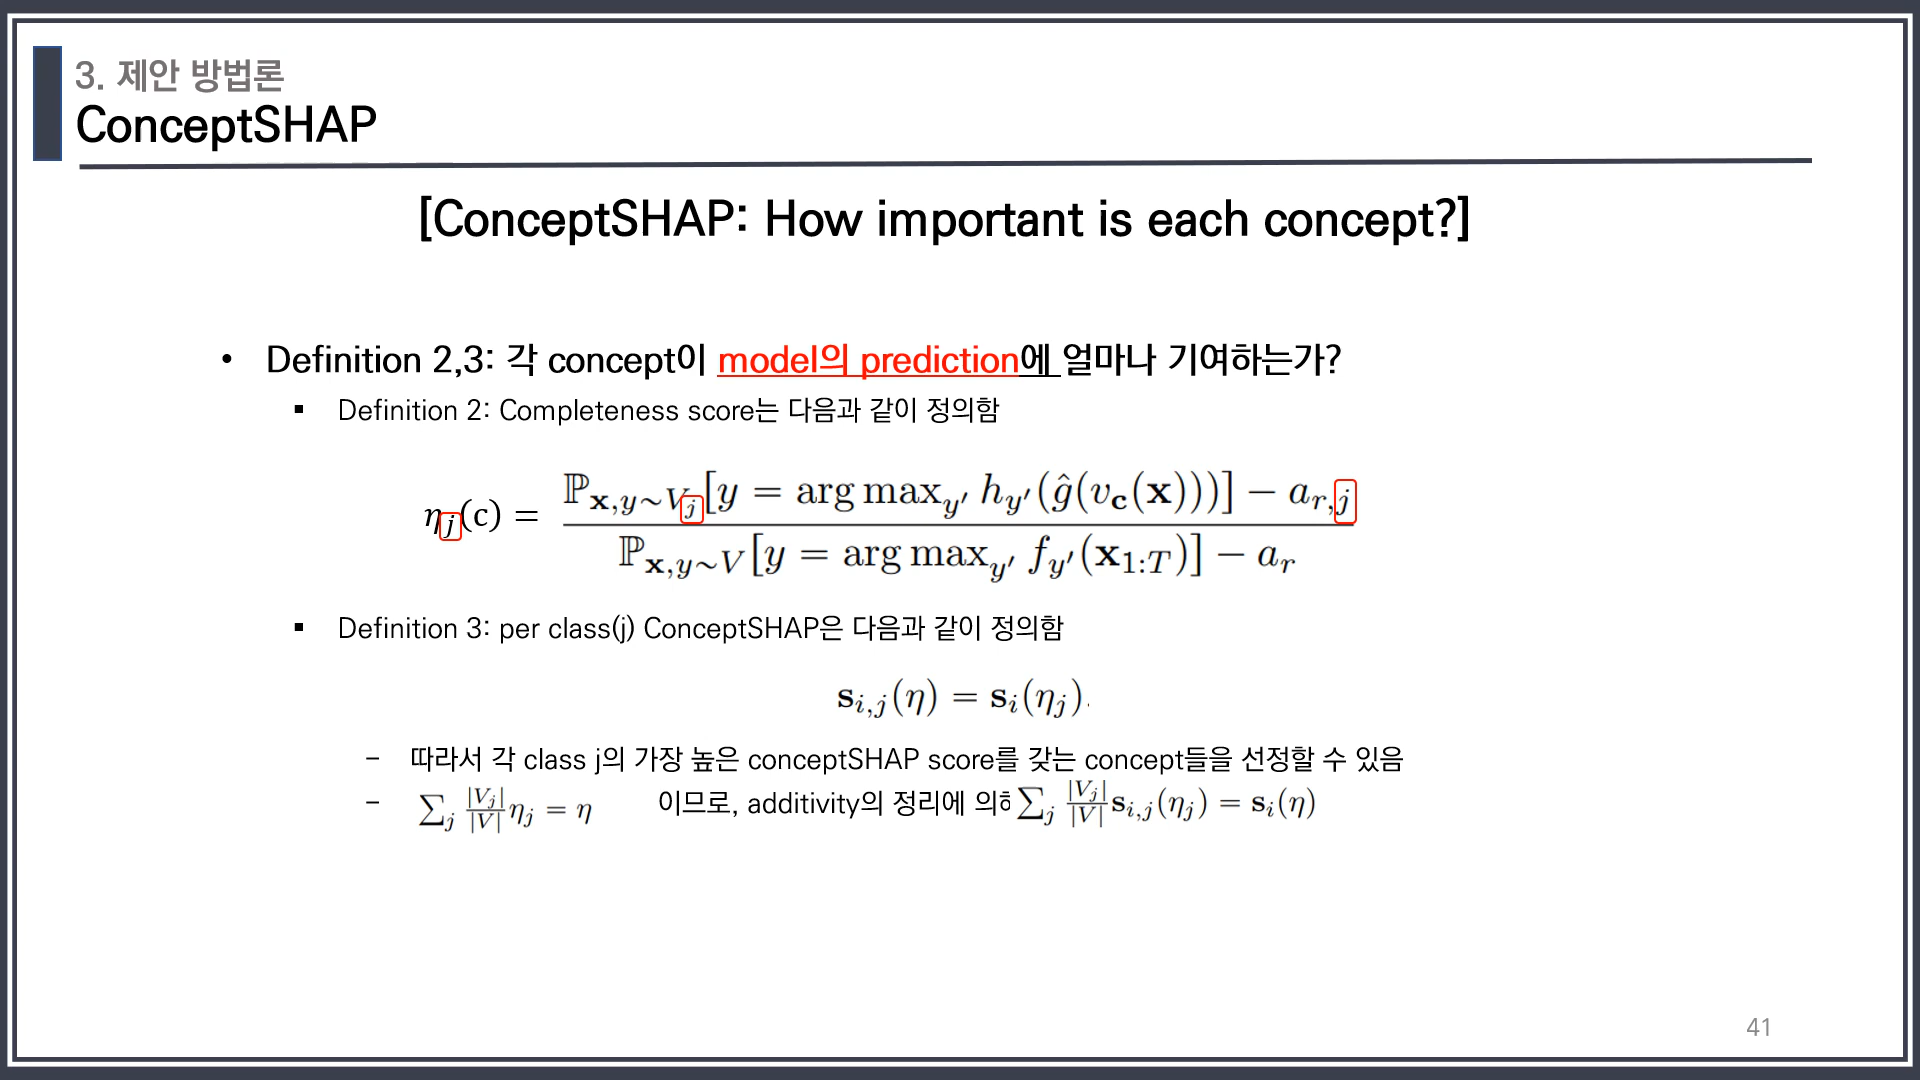 3. 제안 방법론
ConceptSHAP
[ConceptSHAP: How important is each concept?]
• Definition 2,3: 각 concept이 model의 prediction에 얼마나 기여하는가?
▪ Definition 2: Completeness score는 다음과 같이 정의함
η_j(c) = \frac{ℙ_{x,y∼V_j}[y = arg max_{y′} h_{y′}(ĝ(v_c(x)))] − a_{r,j}}{ℙ_{x,y∼V}[y = arg max_{y′} f_{y′}(x_{1:T})] − a_r}
▪ Definition 3: per class(j) ConceptSHAP은 다음과 같이 정의함
s_{i,j}(η) = s_i(η_j).
− 따라서 각 class j의 가장 높은 conceptSHAP score를 갖는 concept들을 선정할 수 있음
− ∑_j \frac{|V_j|}{|V|} η_j = η 이므로, additivity의 정리에 의해 ∑_j \frac{|V_j|}{|V|} s_{i,j}(η_j) = s_i(η)
41